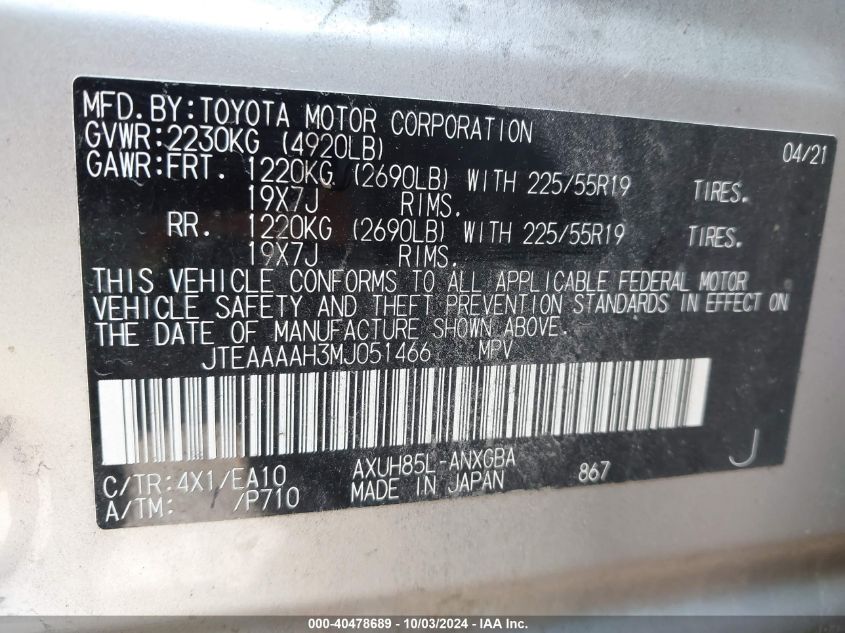 MFD. BY: TOYOTA MOTOR CORPORATION 04/21
GVWR: 2230KG (4920LB)
GAWR: FRT. 1220KG (2690LB) WITH 225/55R19 TIRES.
19X7J RIMS.
RR. 1220KG (2690LB) WITH 225/55R19 TIRES.
19X7J RIMS.
THIS VEHICLE CONFORMS TO ALL APPLICABLE FEDERAL MOTOR
VEHICLE SAFETY AND THEFT PREVENTION STANDARDS IN EFFECT ON
THE DATE OF MANUFACTURE SHOWN ABOVE.
JTEAAAAH3MJ051466 MPV
C/TR: 4X1/EA10 AXUH85L-ANXGBA 867 J
A/TM: /P710 MADE IN JAPAN
000-40478689 - 10/03/2024 - IAA Inc.